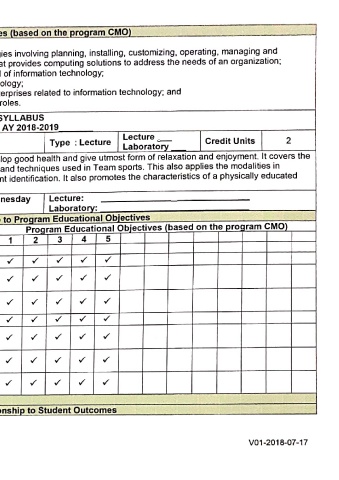 es (based on the program CMO)
gies involving planning, installing, customizing, operating, managing and
at provides computing solutions to address the needs of an organization;
l of information technology;
ology;
erprises related to information technology; and
roles.
SYLLABUS
AY 2018-2019
Type : Lecture Lecture ___ Laboratory ___ Credit Units 2
lop good health and give utmost form of relaxation and enjoyment. It covers the
and techniques used in Team sports. This also applies the modalities in
nt identification. It also promotes the characteristics of a physically educated
nesday Lecture:
Laboratory:
e to Program Educational Objectives
Program Educational Objectives (based on the program CMO)
1 2 3 4 5
✓ ✓ ✓ ✓ ✓
✓ ✓ ✓ ✓ ✓
✓ ✓ ✓ ✓ ✓
✓ ✓ ✓ ✓ ✓
✓ ✓ ✓ ✓ ✓
✓ ✓ ✓ ✓ ✓
✓ ✓ ✓ ✓ ✓
onship to Student Outcomes
V01-2018-07-17